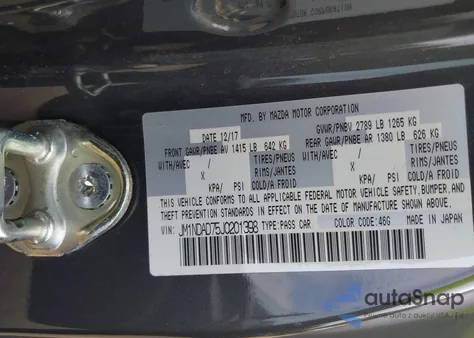 MFD. BY MAZDA MOTOR CORPORATION
DATE 12/17 GVWR/PNBV 2789 LB 1265 KG
FRONT GAWR/PNBE AV 1415 LB 642 KG REAR GAWR/PNBE AR 1380 LB 626 KG
WITH/AVEC TIRES/PNEUS WITH/AVEC TIRES/PNEUS
/ X RIM/JANTES / X RIMS/JANTES
KPA/ PSI COLD/A FROID KPA/ PSI COLD/A FROID
THIS VEHICLE CONFORMS TO ALL APPLICABLE FEDERAL MOTOR VEHICLE SAFETY, BUMPER, AND
THEFT PREVENTION STANDARDS IN EFFECT ON THE DATE OF MANUFACTURE SHOWN ABOVE.
VIN: JM1NDAD75J0201398 TYPE: PASS CAR COLOR CODE: 46G MADE IN JAPAN
autoSnap